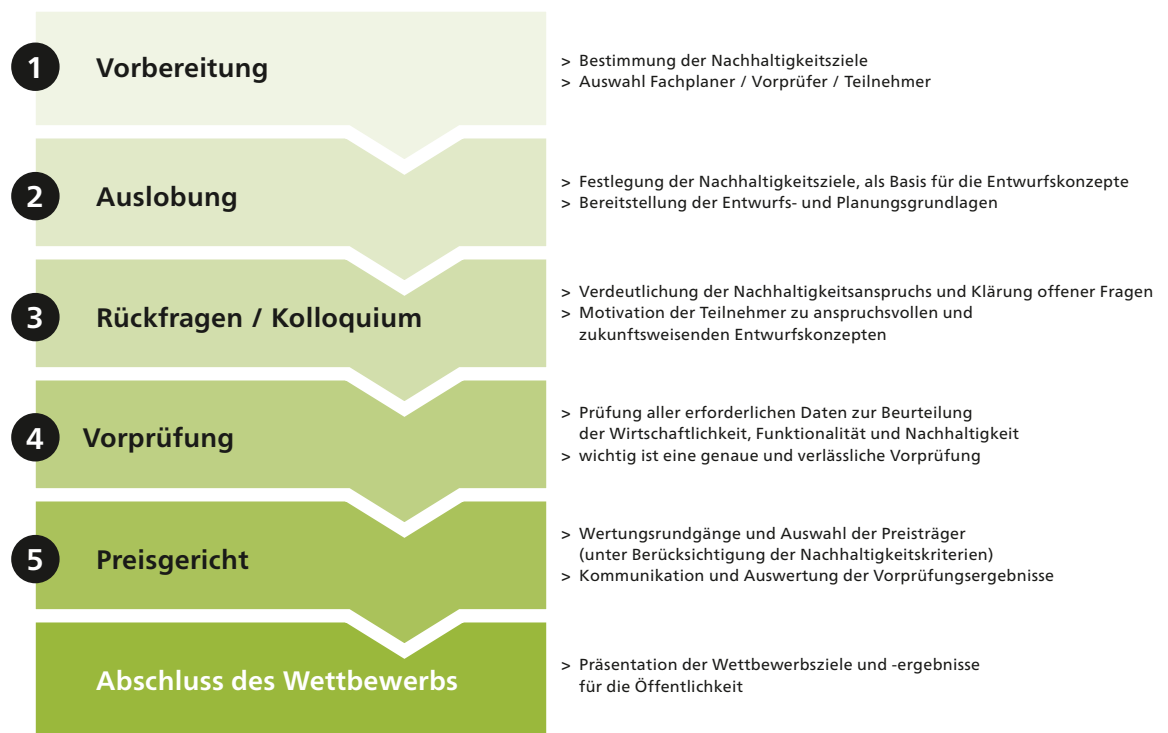 1 Vorbereitung
> Bestimmung der Nachhaltigkeitsziele
> Auswahl Fachplaner / Vorprüfer / Teilnehmer
2 Auslobung
> Festlegung der Nachhaltigkeitsziele, als Basis für die Entwurfskonzepte
> Bereitstellung der Entwurfs- und Planungsgrundlagen
3 Rückfragen / Kolloquium
> Verdeutlichung der Nachhaltigkeitsanspruchs und Klärung offener Fragen
> Motivation der Teilnehmer zu anspruchsvollen und
zukunftsweisenden Entwurfskonzepten
4 Vorprüfung
> Prüfung aller erforderlichen Daten zur Beurteilung
der Wirtschaftlichkeit, Funktionalität und Nachhaltigkeit
> wichtig ist eine genaue und verlässliche Vorprüfung
5 Preisgericht
> Wertungsrundgänge und Auswahl der Preisträger
(unter Berücksichtigung der Nachhaltigkeitskriterien)
> Kommunikation und Auswertung der Vorprüfungsergebnisse
Abschluss des Wettbewerbs
> Präsentation der Wettbewerbsziele und -ergebnisse
für die Öffentlichkeit